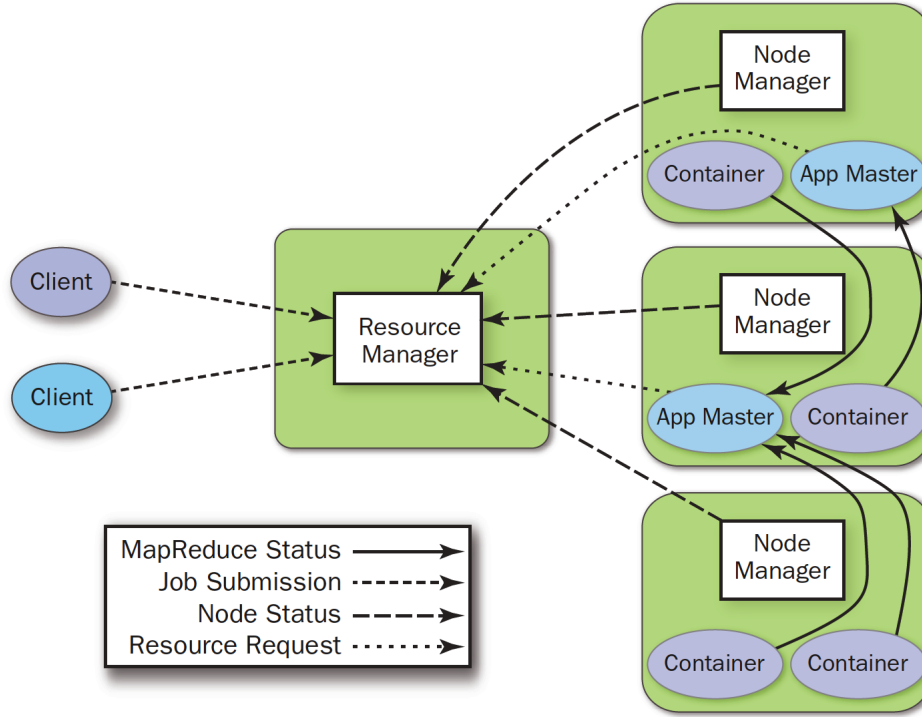 Node
Manager
Container
App Master
Client
Resource
Manager
Node
Manager
Client
App Master
Container
MapReduce Status
Job Submission
Node Status
Resource Request
Node
Manager
Container
Container